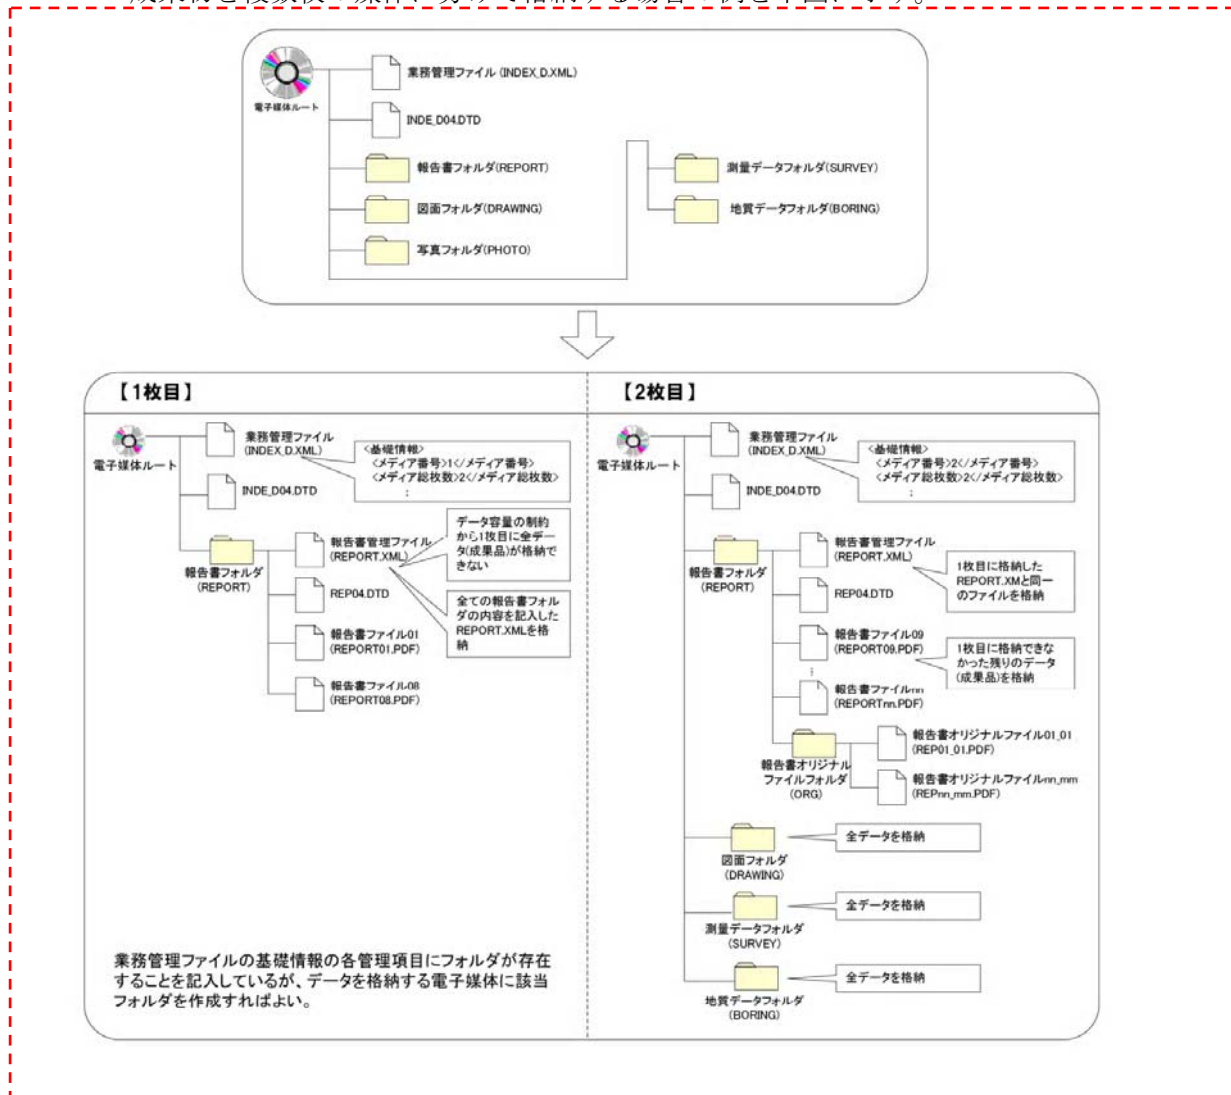 業務管理ファイル (INDEX_D.XML)
電子媒体ルート
INDE_D04.DTD
報告書フォルダ(REPORT)
図面フォルダ(DRAWING)
写真フォルダ(PHOTO)
測量データフォルダ(SURVEY)
地質データフォルダ(BORING)
【1枚目】
電子媒体ルート
業務管理ファイル
(INDEX_D.XML)
<基礎情報>
<メディア番号>1</メディア番号>
<メディア総枚数>2</メディア総枚数>
:
INDE_D04.DTD
報告書フォルダ
(REPORT)
報告書管理ファイル
(REPORT.XML)
データ容量の制約
から1枚目に全デー
タ(成果品)が格納で
きない
REP04.DTD
全ての報告書フォル
ダの内容を記入した
REPORT.XMLを格
納
報告書ファイル01
(REPORT01.PDF)
報告書ファイル08
(REPORT08.PDF)
業務管理ファイルの基礎情報の各管理項目にフォルダが存在
することを記入しているが、データを格納する電子媒体に該当
フォルダを作成すればよい。
【2枚目】
電子媒体ルート
業務管理ファイル
(INDEX_D.XML)
<基礎情報>
<メディア番号>2</メディア番号>
<メディア総枚数>2</メディア総枚数>
:
INDE_D04.DTD
報告書フォルダ
(REPORT)
報告書管理ファイル
(REPORT.XML)
1枚目に格納した
REPORT.XMと同一
のファイルを格納
REP04.DTD
報告書ファイル09
(REPORT09.PDF)
:
1枚目に格納できな
かった残りのデータ
(成果品)を格納
報告書ファイルnn
(REPORTnn.PDF)
報告書オリジナル
ファイルフォルダ
(ORG)
報告書オリジナルファイル01_01
(REP01_01.PDF)
報告書オリジナルファイルnn_mm
(REPnn_mm.PDF)
図面フォルダ
(DRAWING)
全データを格納
測量データフォルダ
(SURVEY)
全データを格納
地質データフォルダ
(BORING)
全データを格納